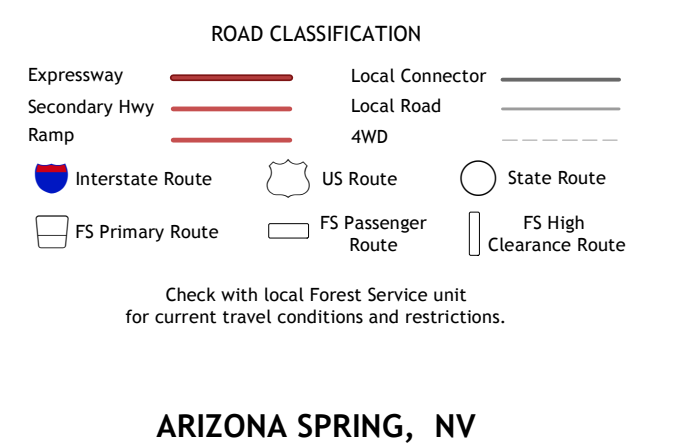 ROAD CLASSIFICATION
Expressway
Local Connector
Secondary Hwy
Local Road
Ramp
4WD
Interstate Route
US Route
State Route
FS Primary Route
FS Passenger
Route
FS High
Clearance Route
Check with local Forest Service unit
for current travel conditions and restrictions.
ARIZONA SPRING, NV